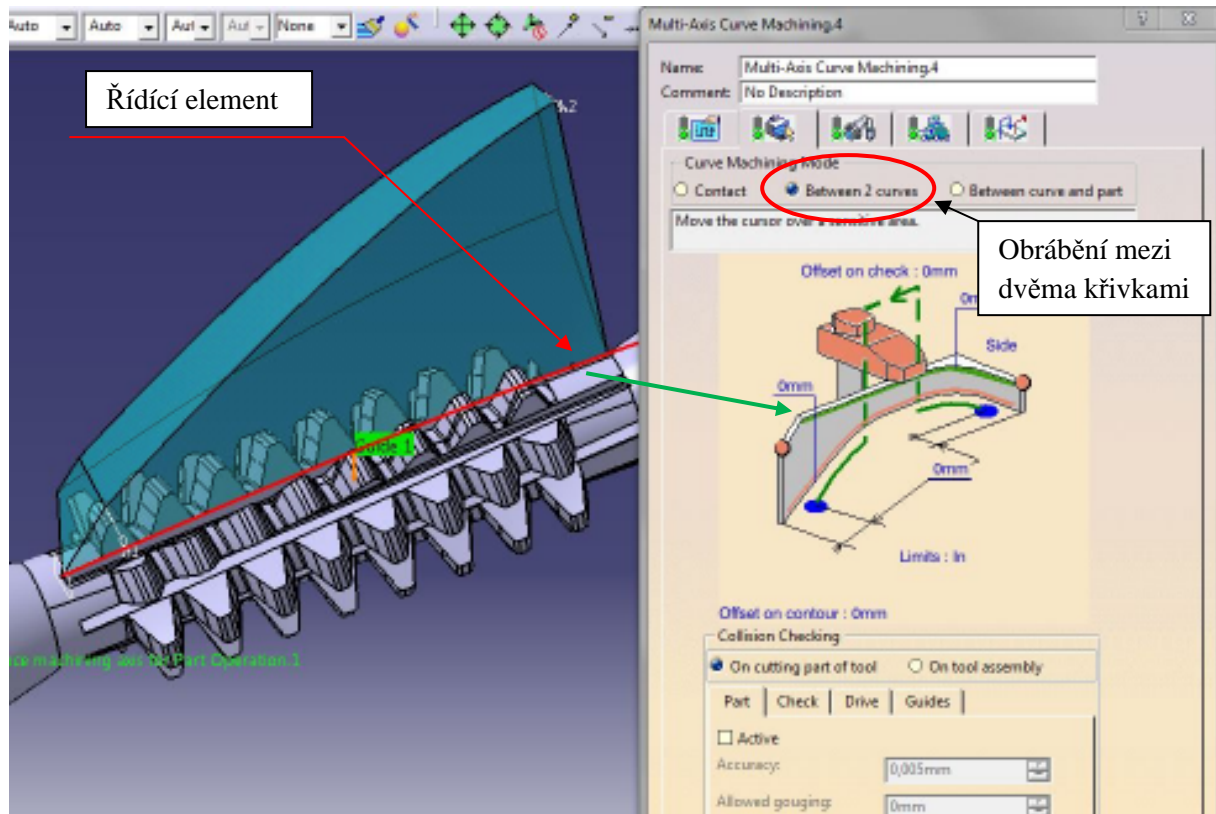 Auto Auto Aut Aut None
Multi-Axis Curve Machining.4
Name: Multi-Axis Curve Machining.4
Comment: No Description
Řídící element
Curve Machining Mode
Contact Between 2 curves Between curve and part
Move the cursor over a sensitive area.
Obrábění mezi
dvěma křivkami
Offset on check : 0mm
Side
0mm
Guide 1
0mm
Limits : In
Offset on contour : 0mm
Collision Checking
ce machining axis for Part Operation.1
On cutting part of tool On tool assembly
Part Check Drive Guides
Active
Accuracy: 0,005mm
Allowed gouging: 0mm